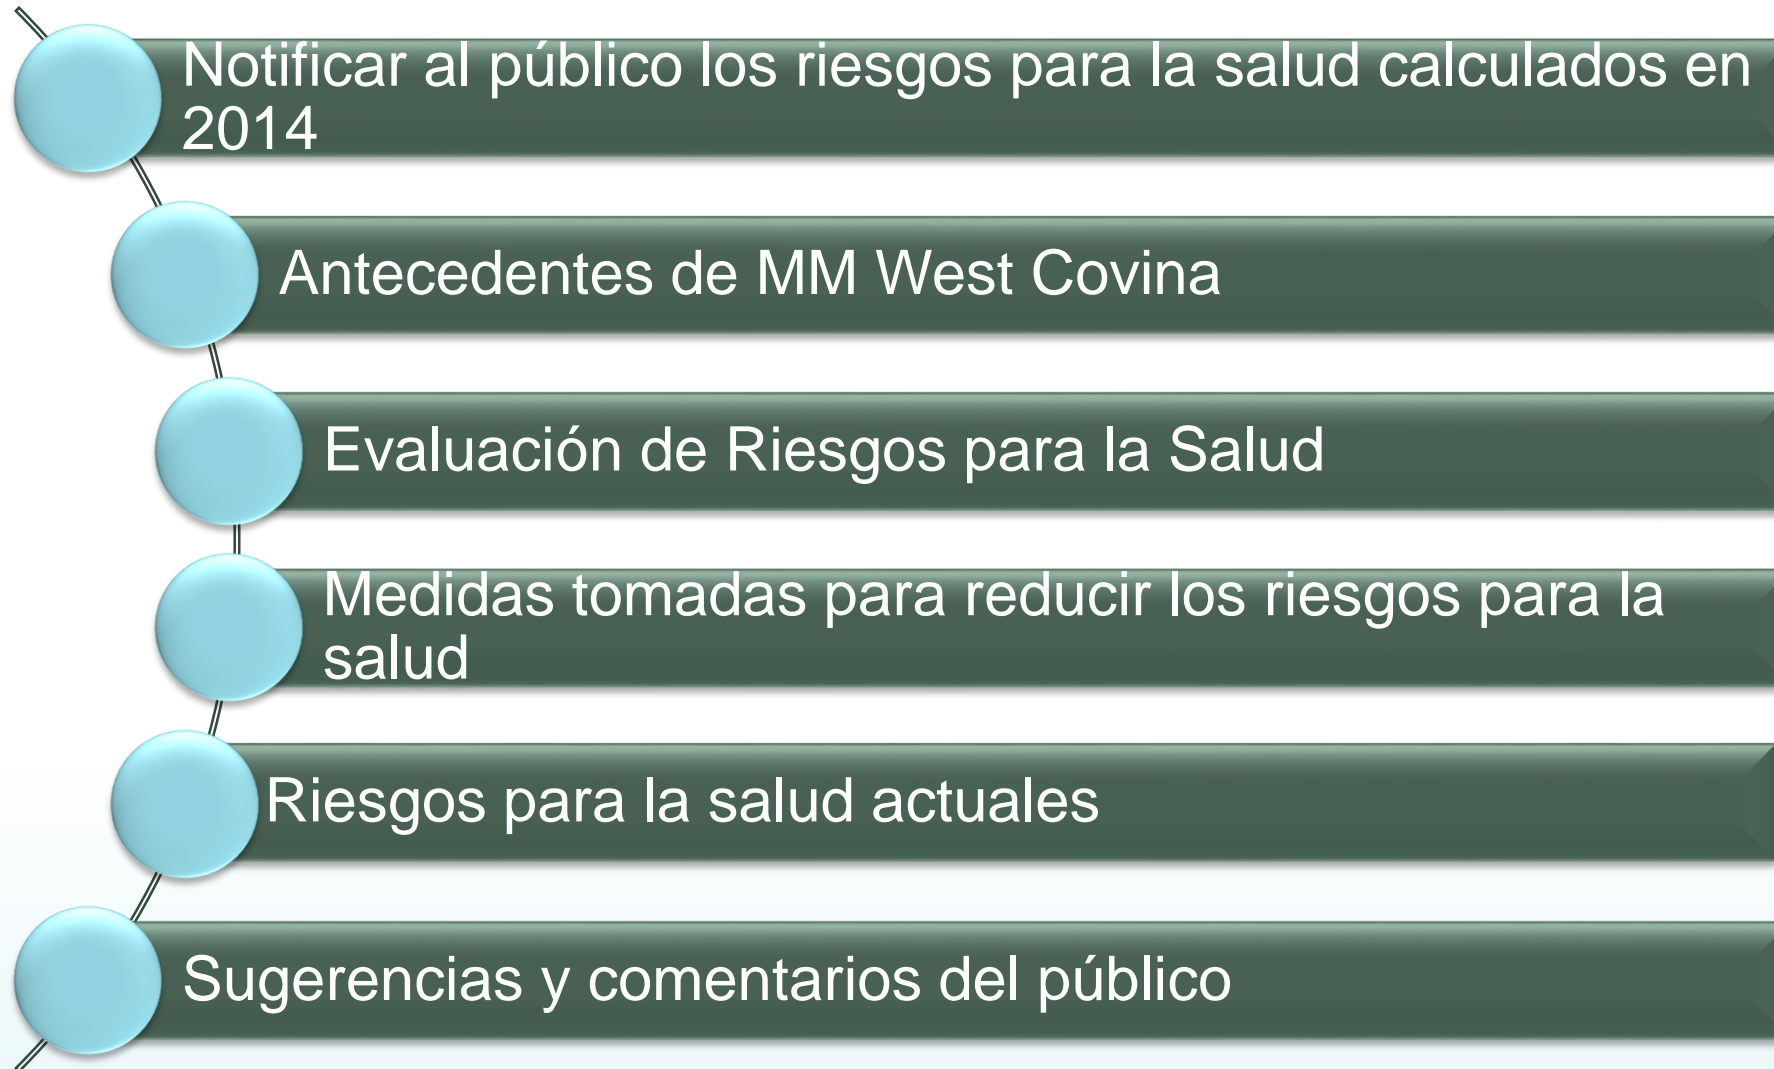 Notificar al público los riesgos para la salud calculados en
2014
Antecedentes de MM West Covina
Evaluación de Riesgos para la Salud
Medidas tomadas para reducir los riesgos para la
salud
Riesgos para la salud actuales
Sugerencias y comentarios del público